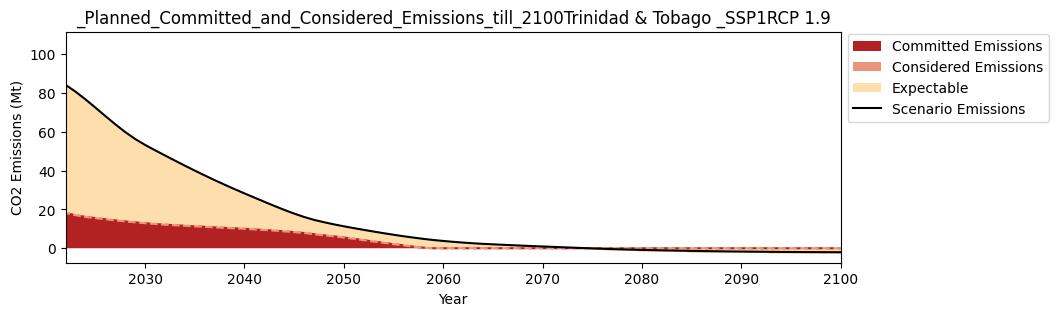 _Planned_Committed_and_Considered_Emissions_till_2100Trinidad & Tobago _SSP1RCP 1.9
CO2 Emissions (Mt)
100
80
60
40
20
0
2030 2040 2050 2060 2070 2080 2090 2100
Year
Committed Emissions
Considered Emissions
Expectable
Scenario Emissions